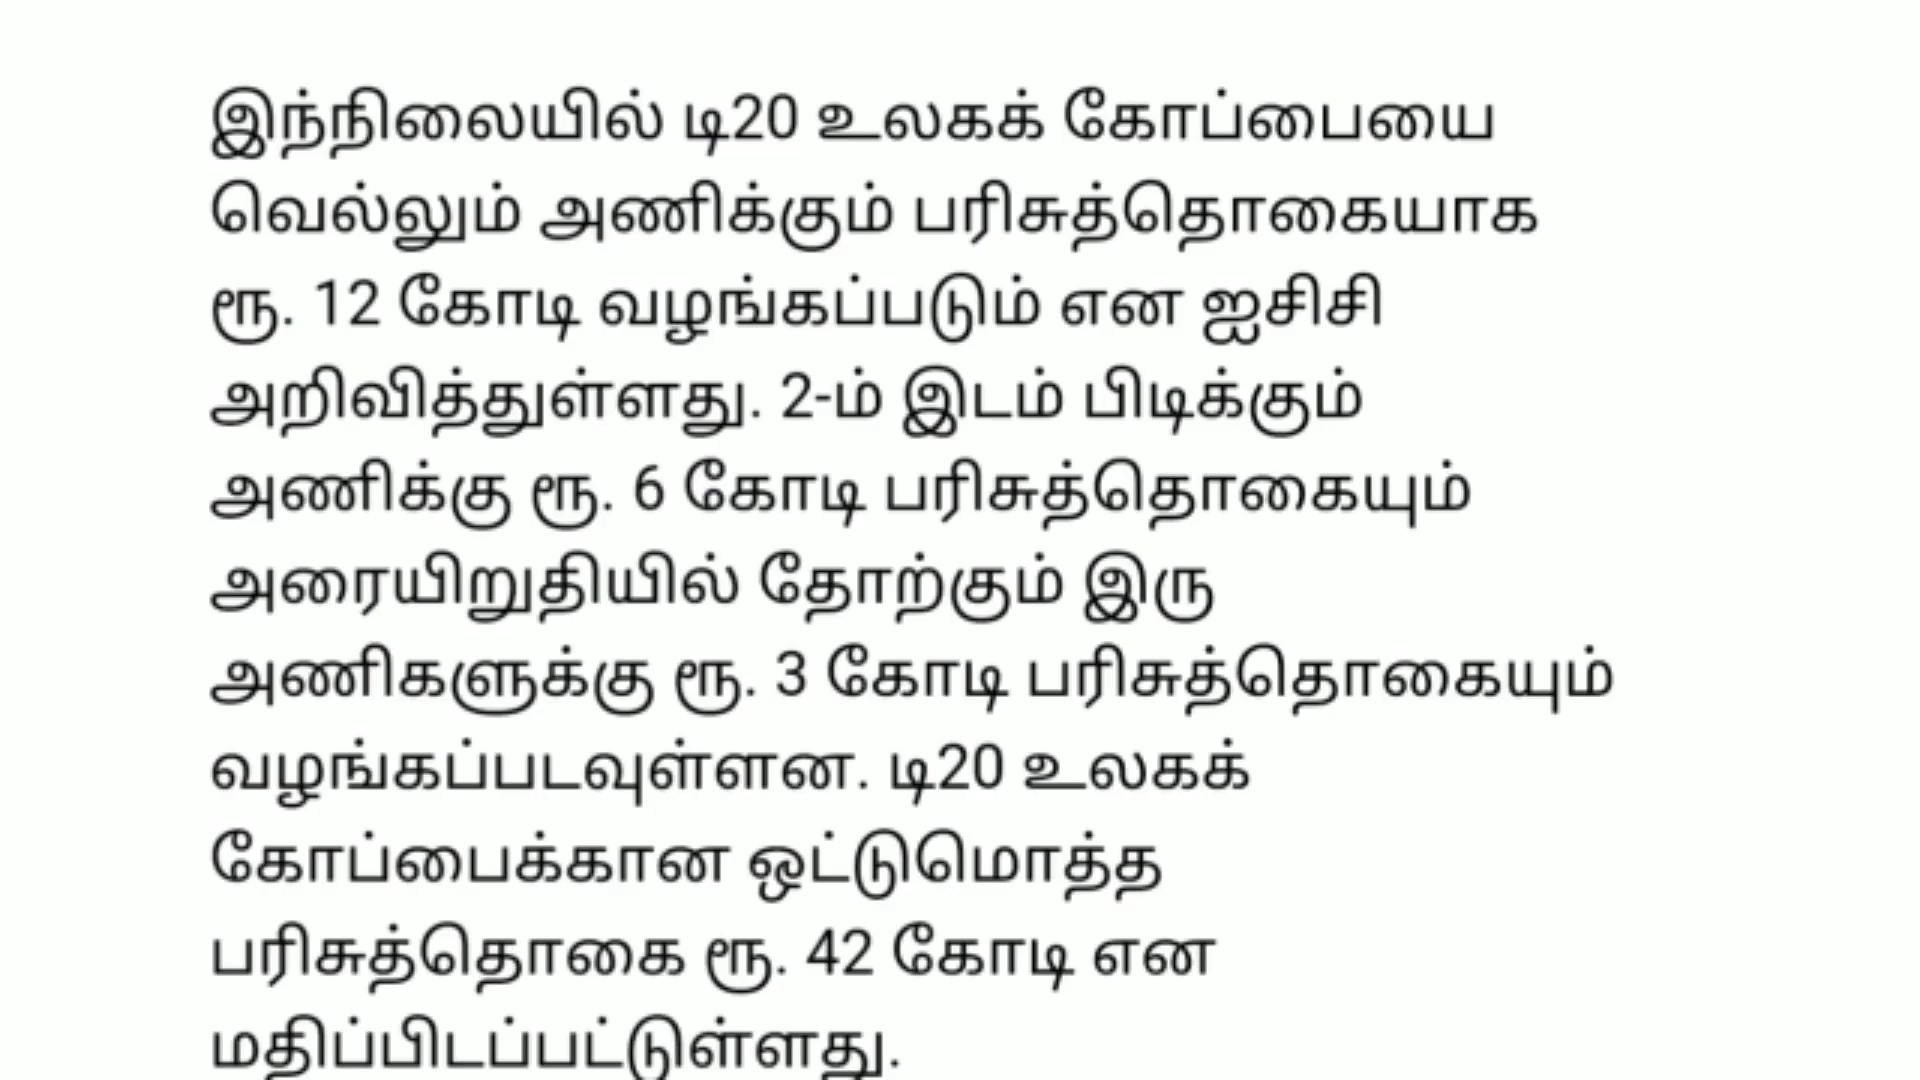 இந்நிலையில் டி20 உலகக் கோப்பையை
வெல்லும் அணிக்கும் பரிசுத்தொகையாக
ரூ. 12 கோடி வழங்கப்படும் என ஐசிசி
அறிவித்துள்ளது. 2-ம் இடம் பிடிக்கும்
அணிக்கு ரூ. 6 கோடி பரிசுத்தொகையும்
அரையிறுதியில் தோற்கும் இரு
அணிகளுக்கு ரூ. 3 கோடி பரிசுத்தொகையும்
வழங்கப்படவுள்ளன. டி20 உலகக்
கோப்பைக்கான ஒட்டுமொத்த
பரிசுத்தொகை ரூ. 42 கோடி என
மதிப்பிடப்பட்டுள்ளது.